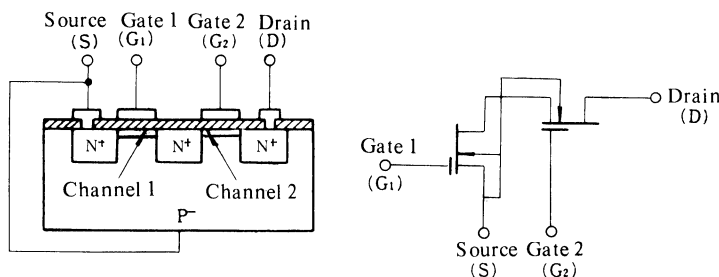 Source Gate 1 Gate 2 Drain
(S) (G₁) (G₂) (D)
N⁺ N⁺ N⁺
Channel 1 Channel 2
P⁻
Drain
(D)
Gate 1
(G₁)
Source Gate 2
(S) (G₂)